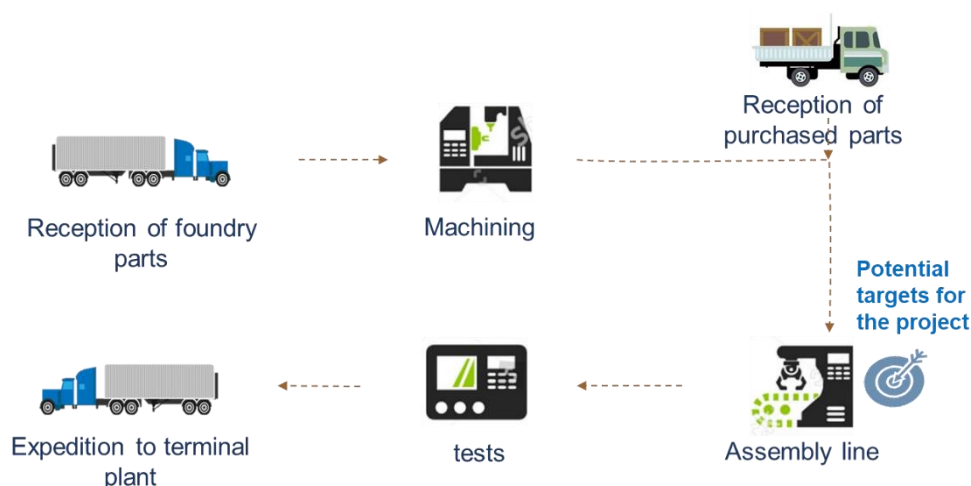 Reception of
purchased parts
Reception of foundry
parts
Machining
Potential
targets for
the project
Expedition to terminal
plant
tests
Assembly line